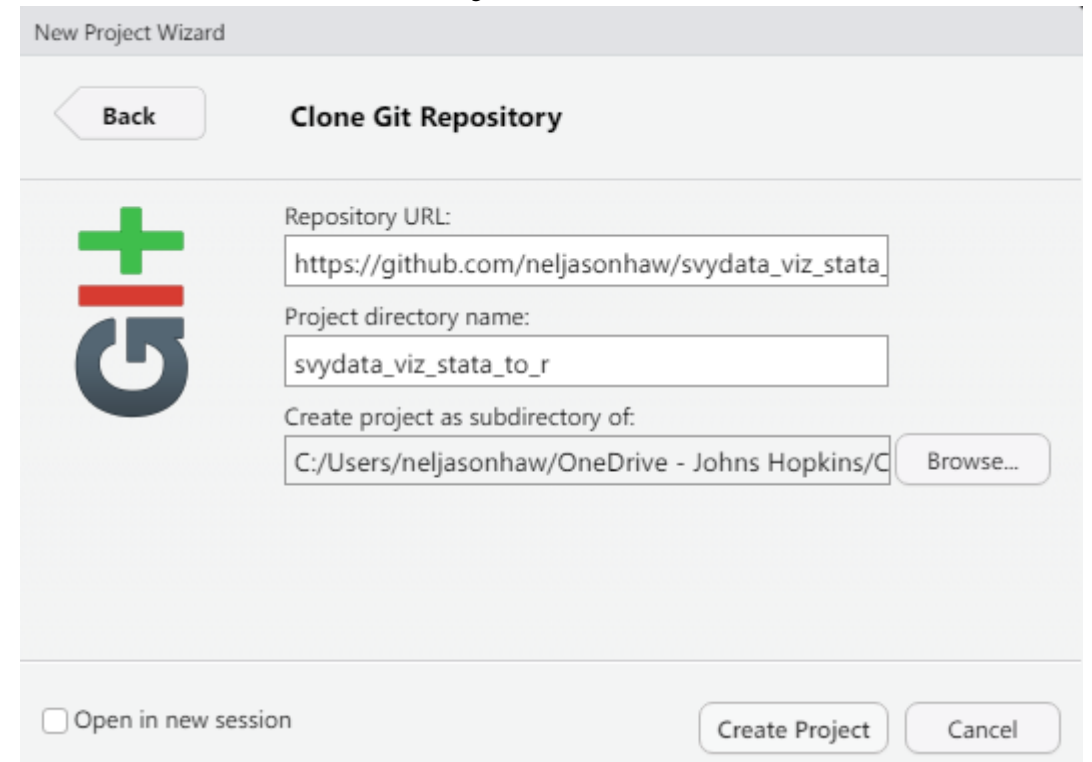 New Project Wizard
Back
Clone Git Repository
GIT
Repository URL:
https://github.com/neljasonhaw/svydata_viz_stata_
Project directory name:
svydata_viz_stata_to_r
Create project as subdirectory of:
C:/Users/neljasonhaw/OneDrive - Johns Hopkins/C
Browse...
Open in new session
Create Project
Cancel